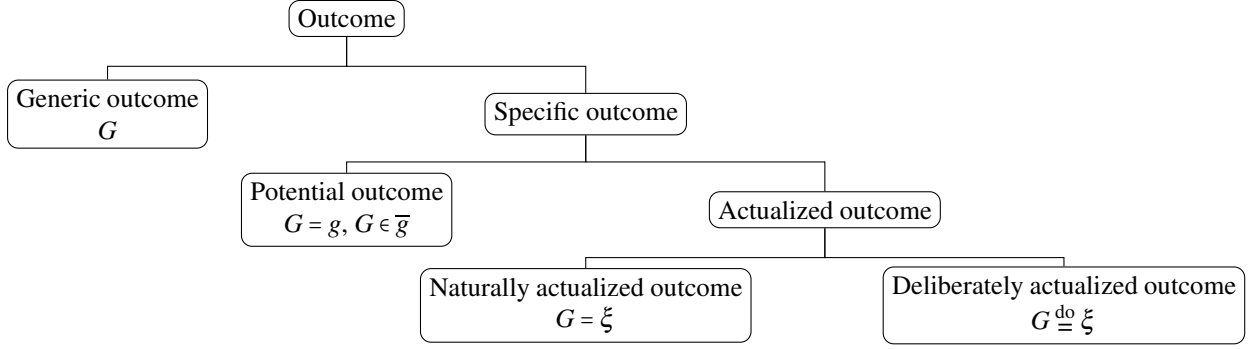 Outcome
Generic outcome
G
Specific outcome
Potential outcome
G = g, G ∈ g̅
Actualized outcome
Naturally actualized outcome
G = ξ
Deliberately actualized outcome
G do= ξ